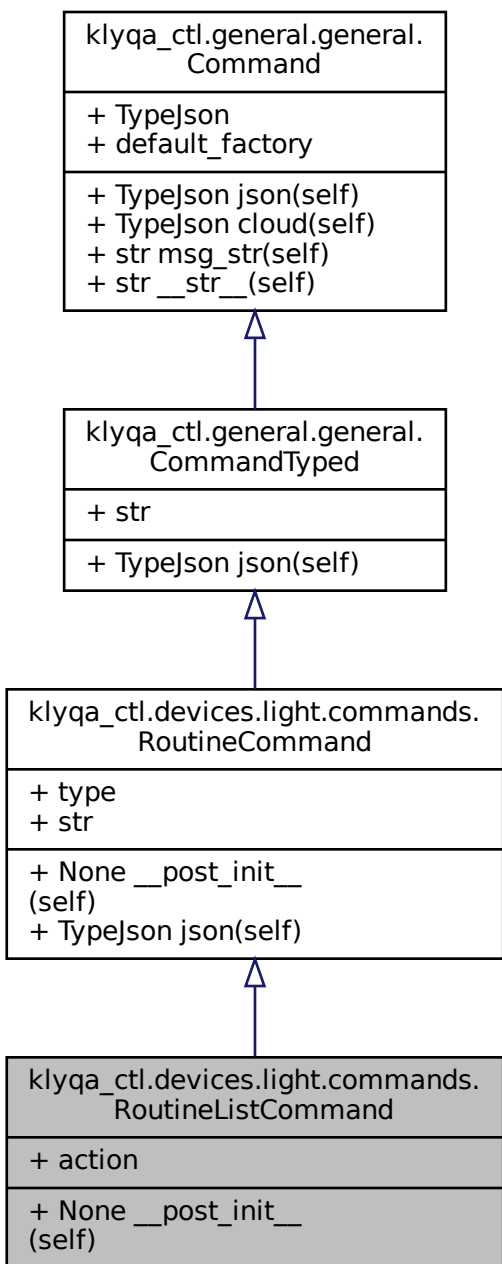 klyqa_ctl.general.general.
Command
+ TypeJson
+ default_factory
+ TypeJson json(self)
+ TypeJson cloud(self)
+ str msg_str(self)
+ str __str__(self)
klyqa_ctl.general.general.
CommandTyped
+ str
+ TypeJson json(self)
klyqa_ctl.devices.light.commands.
RoutineCommand
+ type
+ str
+ None __post_init__
(self)
+ TypeJson json(self)
klyqa_ctl.devices.light.commands.
RoutineListCommand
+ action
+ None __post_init__
(self)